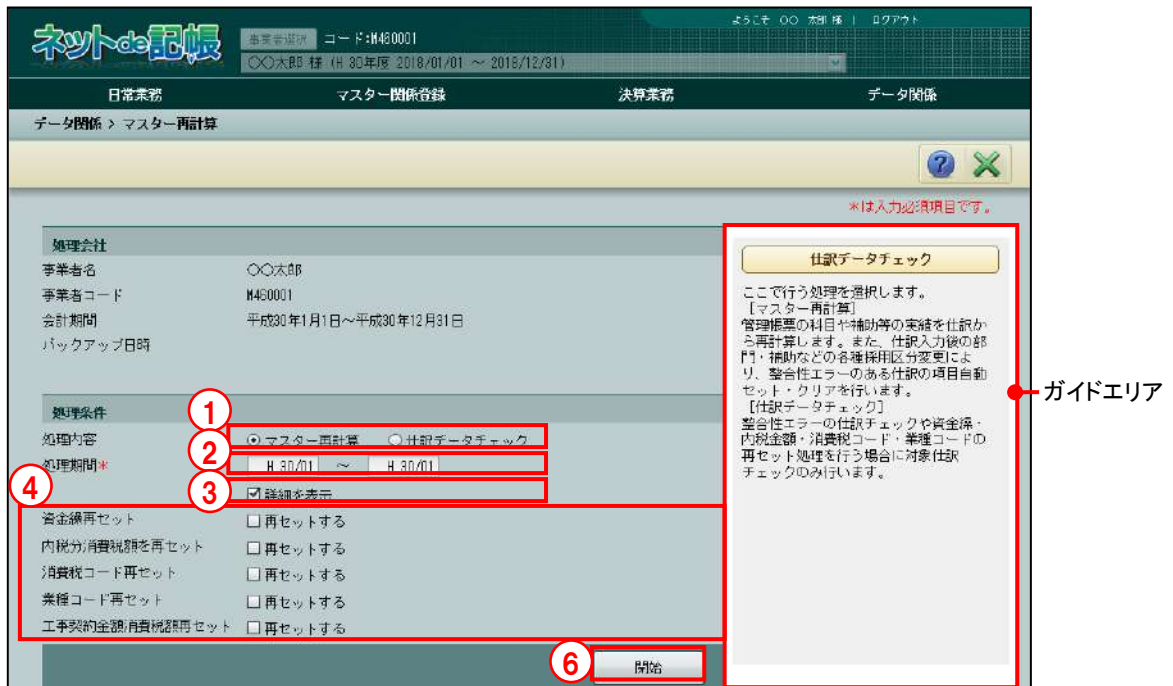 ようこそ 〇〇 太郎 様 | ログアウト
ネットde記帳
事業者選択 コード:M460001
〇〇太郎 様 (H 30年度 2018/01/01 ～ 2018/12/31)
日常業務 マスター関係登録 決算業務 データ関係
データ関係 > マスター再計算
*は入力必須項目です。
処理会社
事業者名 〇〇太郎
事業者コード M460001
会計期間 平成30年1月1日～平成30年12月31日
バックアップ日時
処理条件
① 処理内容 マスター再計算 仕訳データチェック
② 処理期間* H 30/01 ～ H 30/01
③ 詳細を表示
④
資金繰再セット 再セットする
内税分消費税額を再セット 再セットする
消費税コード再セット 再セットする
業種コード再セット 再セットする
工事契約金額消費税額再セット 再セットする
⑥ 開始
仕訳データチェック
ここで行う処理を選択します。
[マスター再計算]
管理帳票の科目や補助等の実績を仕訳か
ら再計算します。また、仕訳入力後の部
門・補助などの各種採用区分変更によ
り、整合性エラーのある仕訳の項目自動
セット・クリアを行います。
[仕訳データチェック]
整合性エラーの仕訳チェックや資金繰・
内税金額・消費税コード・業種コードの
再セット処理を行う場合に対象仕訳
チェックのみ行います。
ガイドエリア